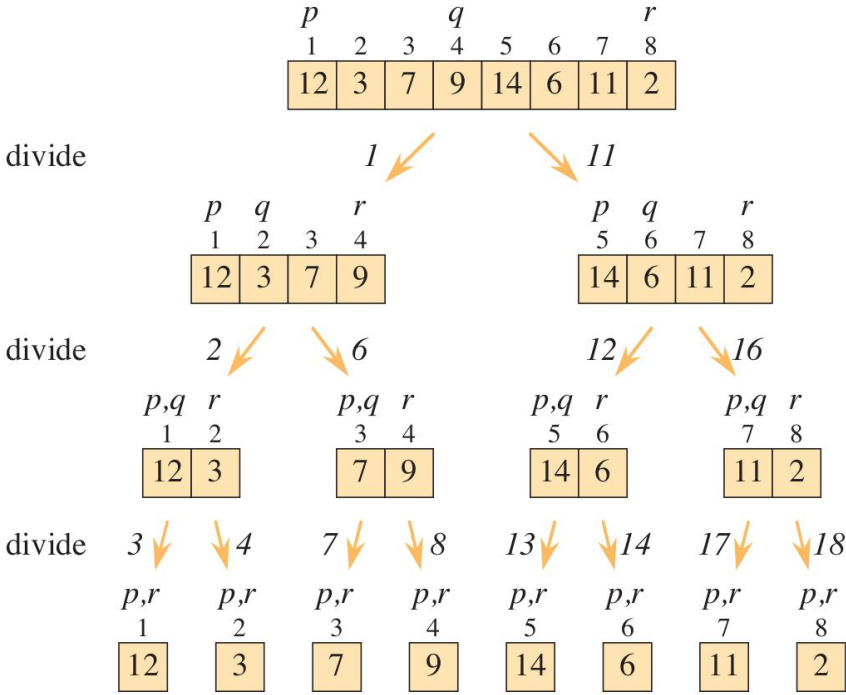 p q r
1 2 3 4 5 6 7 8
12 3 7 9 14 6 11 2
divide 1 11
p q r p q r
1 2 3 4 5 6 7 8
12 3 7 9 14 6 11 2
divide 2 6 12 16
p,q r p,q r p,q r p,q r
1 2 3 4 5 6 7 8
12 3 7 9 14 6 11 2
divide 3 4 7 8 13 14 17 18
p,r p,r p,r p,r p,r p,r p,r p,r
1 2 3 4 5 6 7 8
12 3 7 9 14 6 11 2